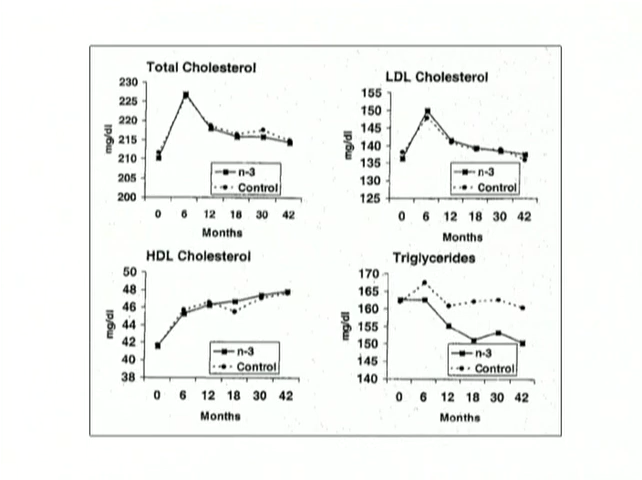 Total Cholesterol
230
225
220
215
210
205
200
mg/dl
n-3
Control
0 6 12 18 30 42
Months
LDL Cholesterol
155
150
145
140
135
130
125
mg/dl
n-3
Control
0 6 12 18 30 42
Months
HDL Cholesterol
50
48
46
44
42
40
38
mg/dl
n-3
Control
0 6 12 18 30 42
Months
Triglycerides
170
165
160
155
150
145
140
mg/dl
n-3
Control
0 6 12 18 30 42
Months